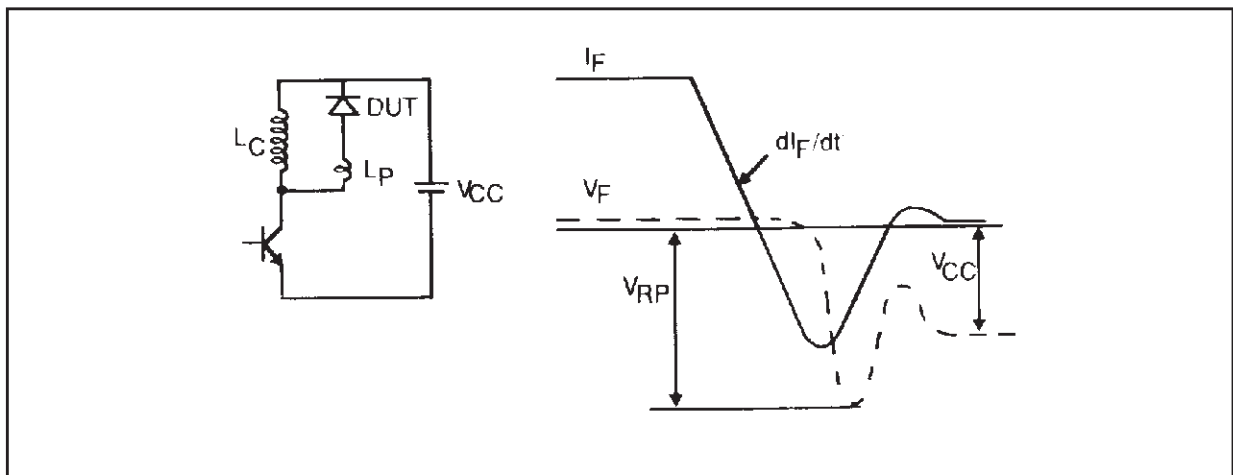 DUT
LC
LP
VCC
IF
dIF/dt
VF
VRP
VCC